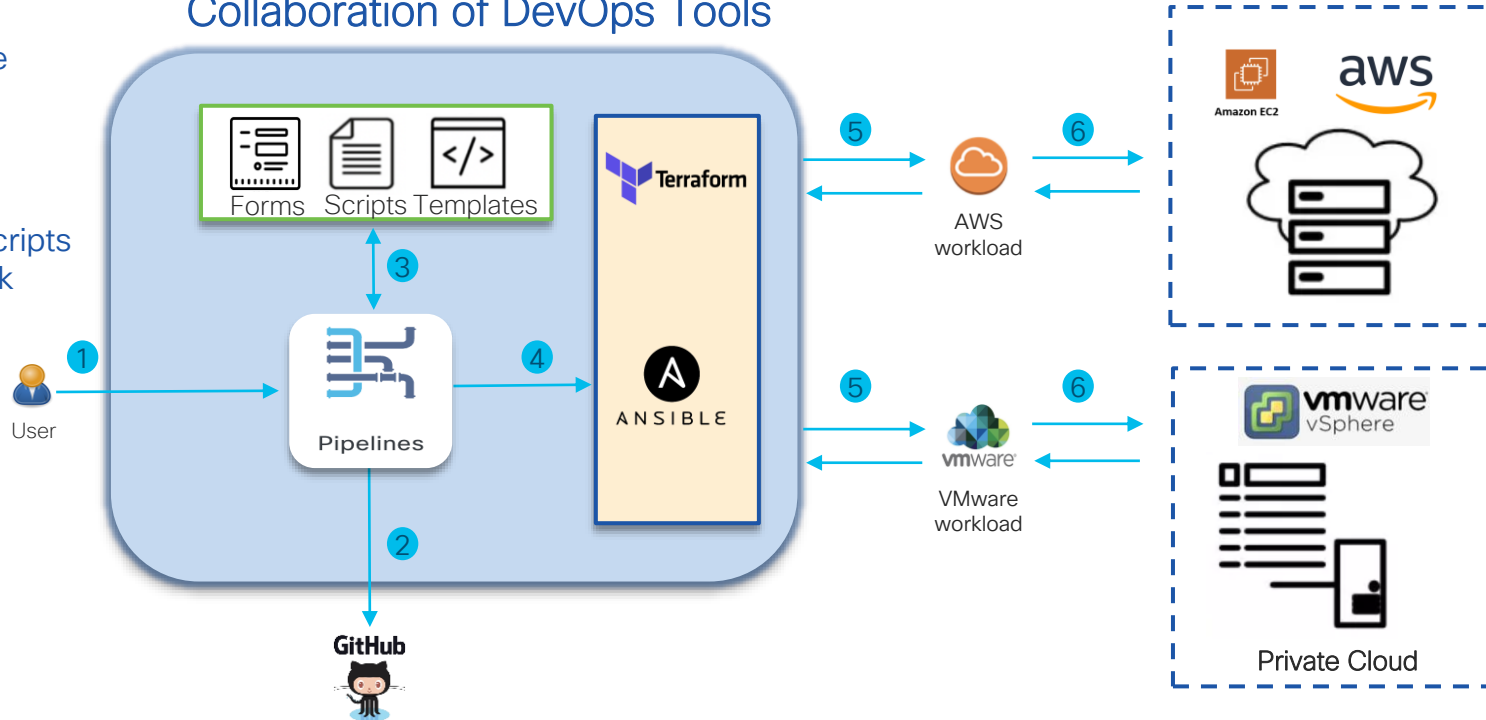 Collaboration of DevOps Tools
Forms Scripts Templates
Terraform
ANSIBLE
Pipelines
1
2
3
4
5
6
5
6
User
GitHub
AWS
workload
vmware
VMware
workload
Amazon EC2
aws
vmware
vSphere
Private Cloud